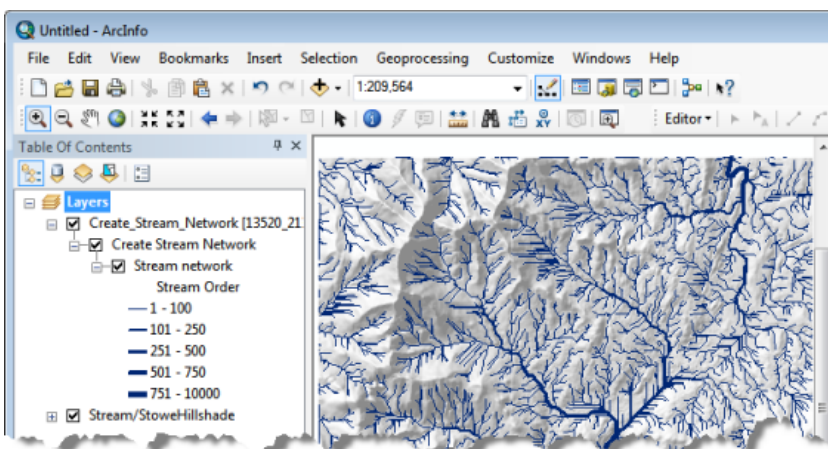 Untitled - ArcInfo
File Edit View Bookmarks Insert Selection Geoprocessing Customize Windows Help
1:209,564
Editor
Table Of Contents
Layers
Create_Stream_Network [13520_21
Create Stream Network
Stream network
Stream Order
1 - 100
101 - 250
251 - 500
501 - 750
751 - 10000
Stream/StoweHillshade